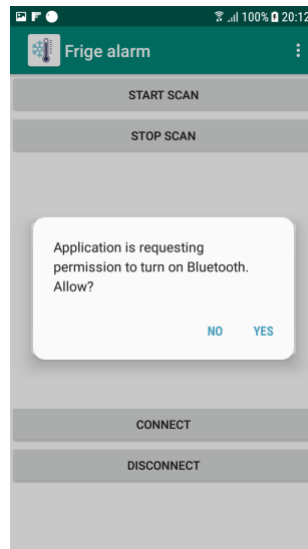 100% 20:12
Frige alarm
START SCAN
STOP SCAN
Application is requesting
permission to turn on Bluetooth.
Allow?
NO YES
CONNECT
DISCONNECT